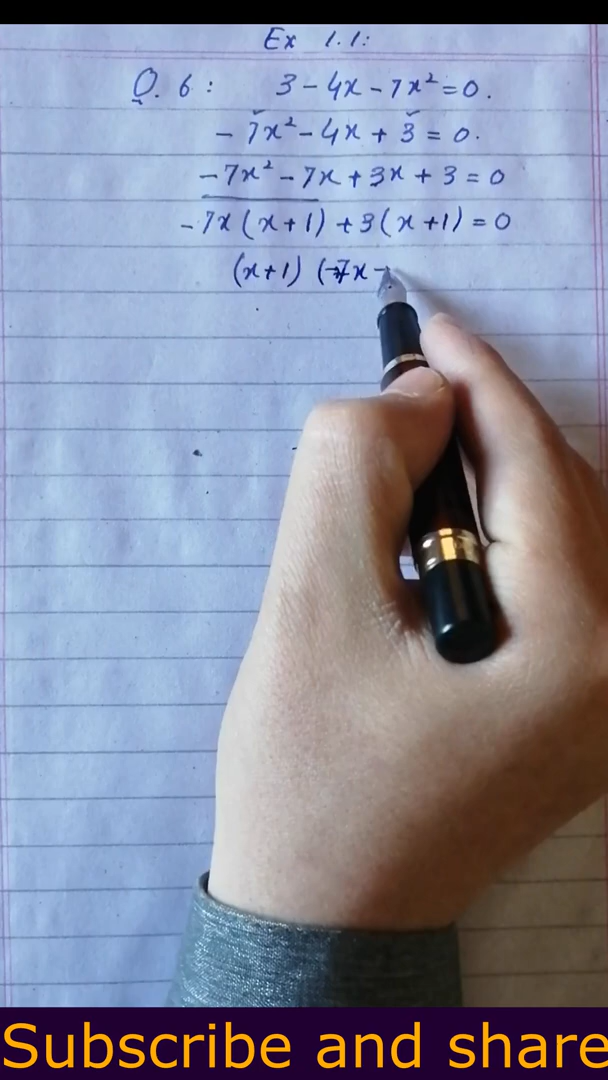 Ex 1.1:
Q. 6: 3 - 4x - 7x² = 0.
- 7x² - 4x + 3 = 0.
- 7x² - 7x + 3x + 3 = 0
- 7x (x + 1) + 3 (x + 1) = 0
(x + 1) (-7x
Subscribe and share